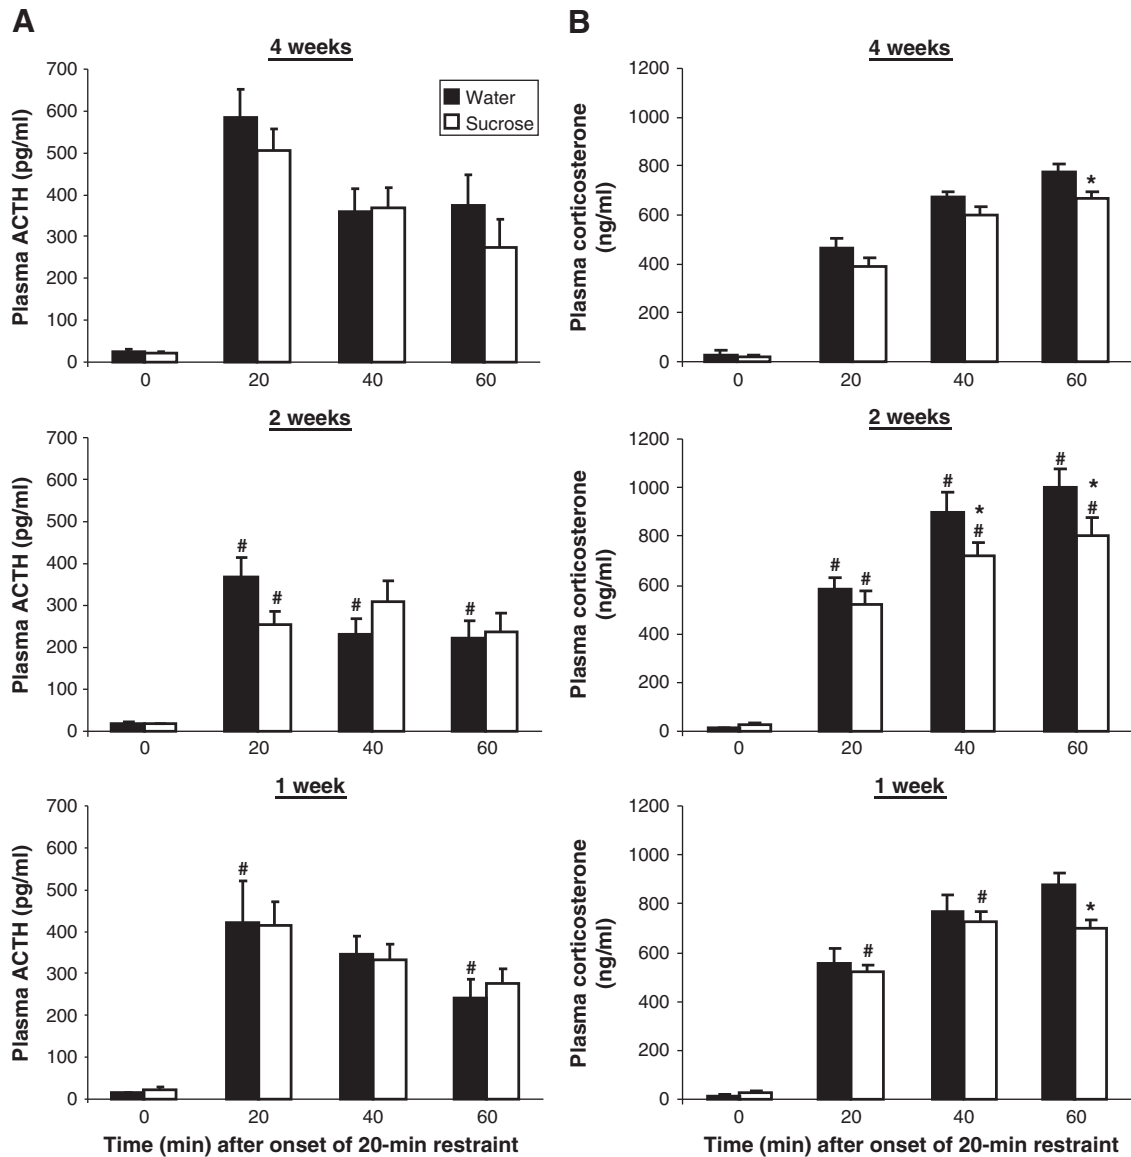 A
4 weeks
Plasma ACTH (pg/ml)
700
600
500
400
300
200
100
0
Water
Sucrose
0 20 40 60
2 weeks
Plasma ACTH (pg/ml)
700
600
500
400
300
200
100
0
# # # #
0 20 40 60
1 week
Plasma ACTH (pg/ml)
700
600
500
400
300
200
100
0
# #
0 20 40 60
Time (min) after onset of 20-min restraint
B
4 weeks
Plasma corticosterone
(ng/ml)
1200
1000
800
600
400
200
0
*
0 20 40 60
2 weeks
Plasma corticosterone
(ng/ml)
1200
1000
800
600
400
200
0
# # # * # # * #
0 20 40 60
1 week
Plasma corticosterone
(ng/ml)
1200
1000
800
600
400
200
0
# # *
0 20 40 60
Time (min) after onset of 20-min restraint